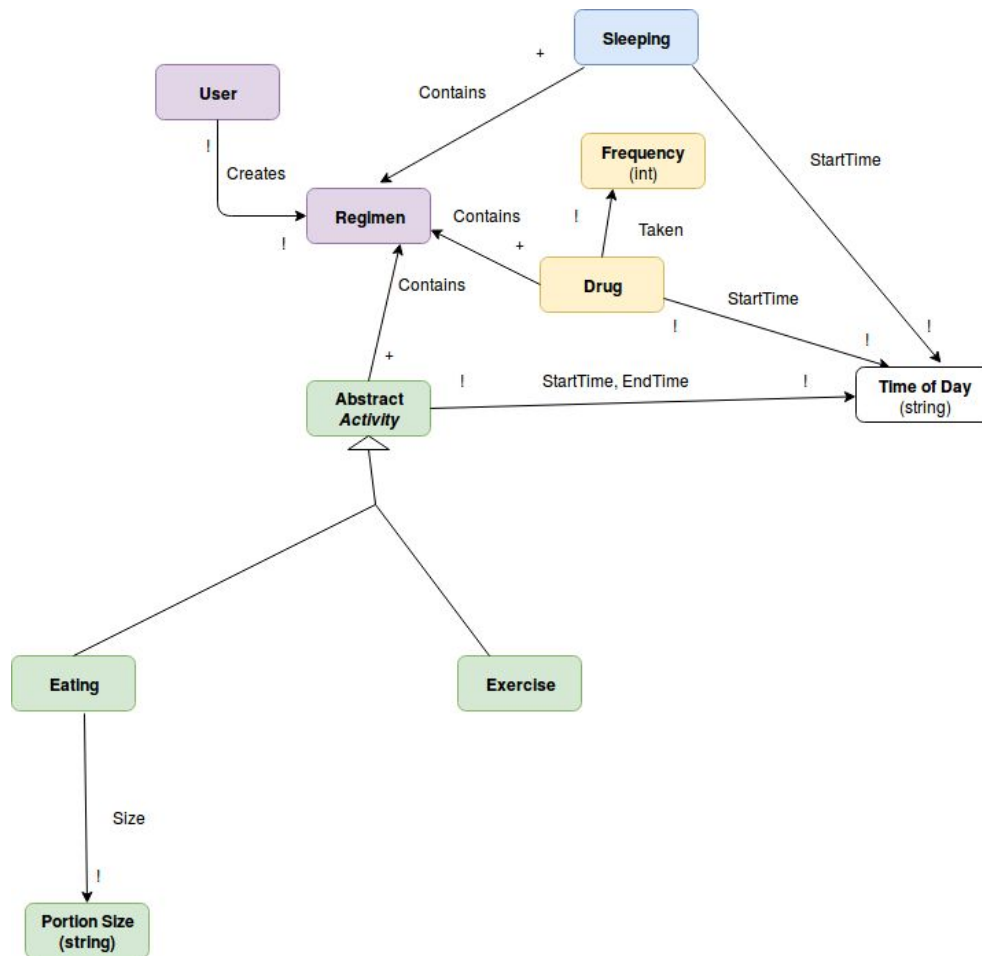 Sleeping
+
User
Contains
!
Frequency
(int)
StartTime
Creates
Regimen
Contains
!
Taken
!
+
Contains
Drug
StartTime
!
!
!
+
Abstract
Activity
!
StartTime, EndTime
!
Time of Day
(string)
Eating
Exercise
Size
!
Portion Size
(string)